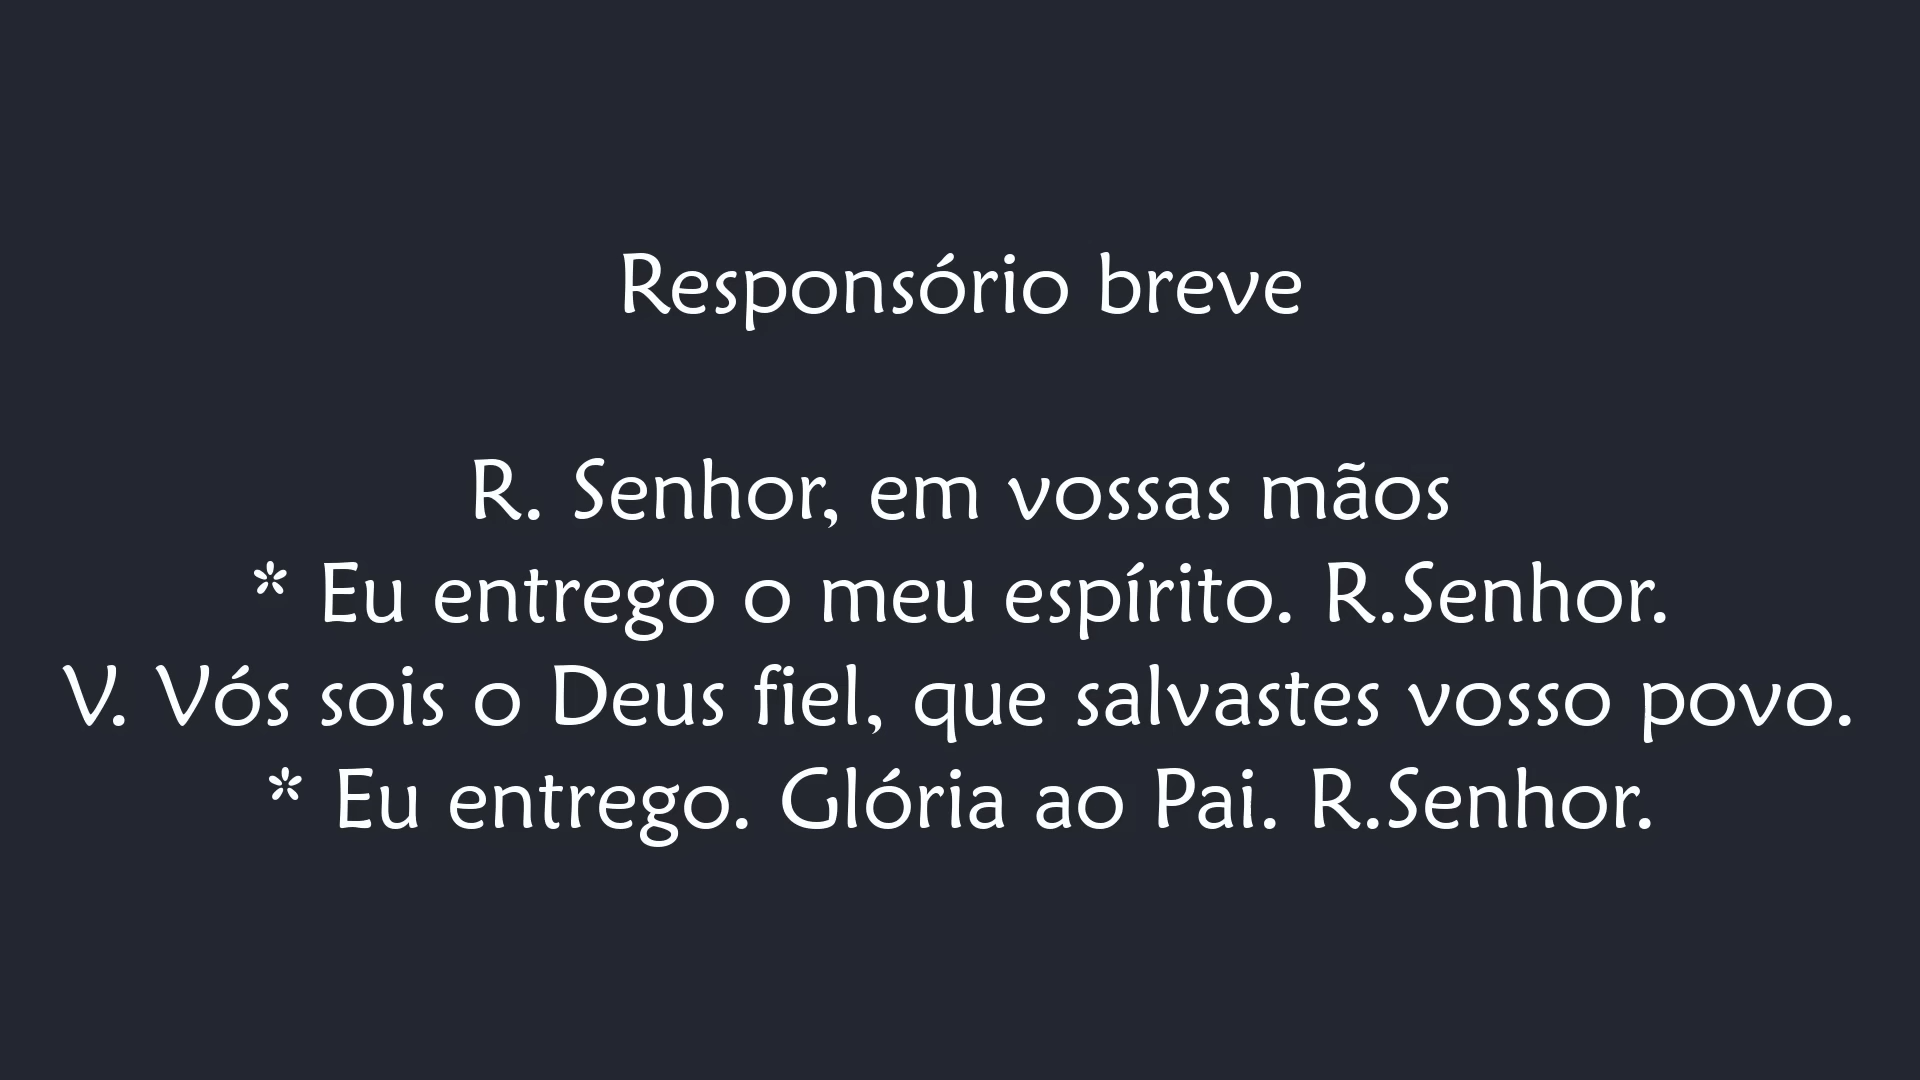 Responsório breve
R. Senhor, em vossas mãos
* Eu entrego o meu espírito. R.Senhor.
V. Vós sois o Deus fiel, que salvastes vosso povo.
* Eu entrego. Glória ao Pai. R.Senhor.